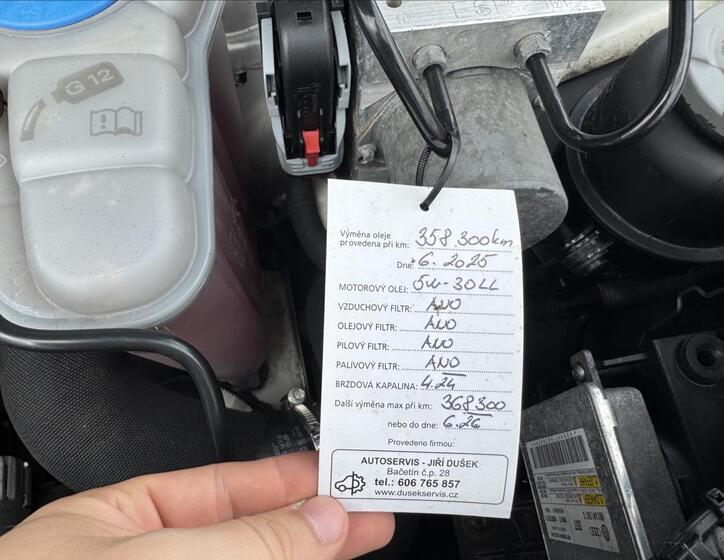 G 12
ESP
Výměna oleje
provedena při km: 358 300km
Dne: 6.2025
MOTOROVÝ OLEJ: 5W-30LL
VZDUCHOVÝ FILTR: ANO
OLEJOVÝ FILTR: ANO
PILOVÝ FILTR: ANO
PALIVOVÝ FILTR: ANO
BRZDOVÁ KAPALINA: 4.24
Další výměna max při km: 368 300
nebo do dne: 6.26
Provedeno firmou:
AUTOSERVIS - JIŘÍ DUŠEK
Bačetín č.p. 28
tel.: 606 765 857
www.dusekservis.cz